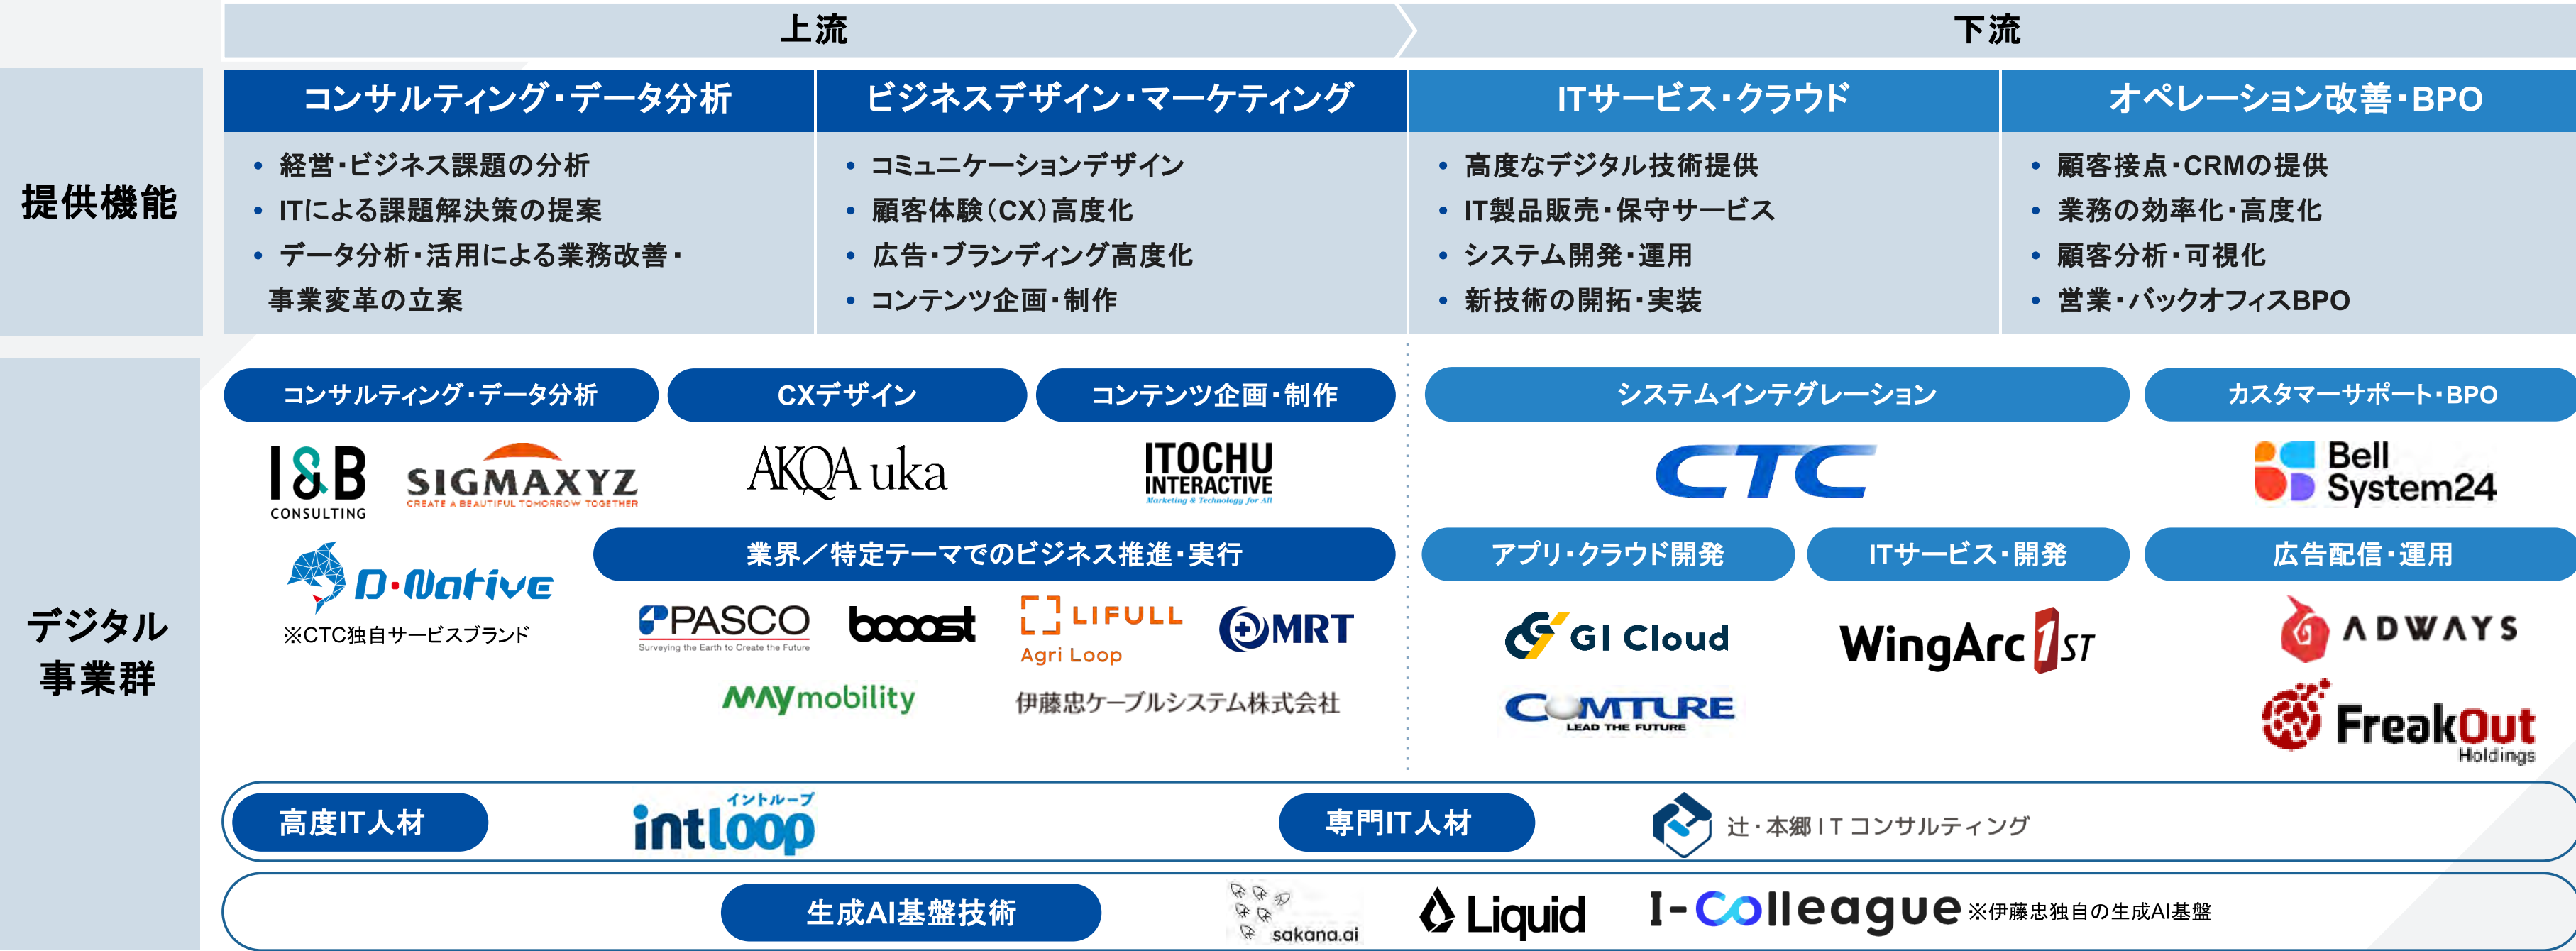 上流
下流
提供機能
コンサルティング・データ分析
• 経営・ビジネス課題の分析
• ITによる課題解決策の提案
• データ分析・活用による業務改善・
事業変革の立案
ビジネスデザイン・マーケティング
• コミュニケーションデザイン
• 顧客体験（CX）高度化
• 広告・ブランディング高度化
• コンテンツ企画・制作
ITサービス・クラウド
• 高度なデジタル技術提供
• IT製品販売・保守サービス
• システム開発・運用
• 新技術の開拓・実装
オペレーション改善・BPO
• 顧客接点・CRMの提供
• 業務の効率化・高度化
• 顧客分析・可視化
• 営業・バックオフィスBPO
デジタル
事業群
コンサルティング・データ分析
I&B
CONSULTING
SIGMAXYZ
CREATE A BEAUTIFUL TOMORROW TOGETHER
D·Native
※CTC独自サービスブランド
CXデザイン
AKQA uka
コンテンツ企画・制作
ITOCHU
INTERACTIVE
Marketing & Technology for All
業界／特定テーマでのビジネス推進・実行
PASCO
Surveying the Earth to Create the Future
booost
LIFULL
Agri Loop
MRT
MAYmobility
伊藤忠ケーブルシステム株式会社
システムインテグレーション
CTC
カスタマーサポート・BPO
Bell
System24
アプリ・クラウド開発
GI Cloud
COMTURE
LEAD THE FUTURE
ITサービス・開発
WingArc1ST
広告配信・運用
ADWAYS
FreakOut
Holdings
高度IT人材
イントループ
intloop
専門IT人材
辻・本郷ITコンサルティング
生成AI基盤技術
sakana.ai
Liquid
I-Colleague ※伊藤忠独自の生成AI基盤